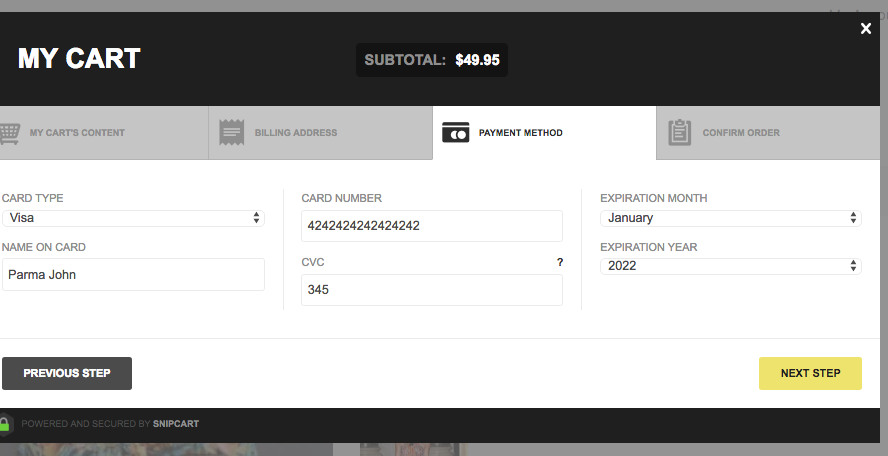 MY CART
SUBTOTAL: $49.95
MY CART'S CONTENT
BILLING ADDRESS
PAYMENT METHOD
CONFIRM ORDER
CARD TYPE
Visa
NAME ON CARD
Parma John
CARD NUMBER
4242424242424242
CVC ?
345
EXPIRATION MONTH
January
EXPIRATION YEAR
2022
PREVIOUS STEP
NEXT STEP
POWERED AND SECURED BY SNIPCART